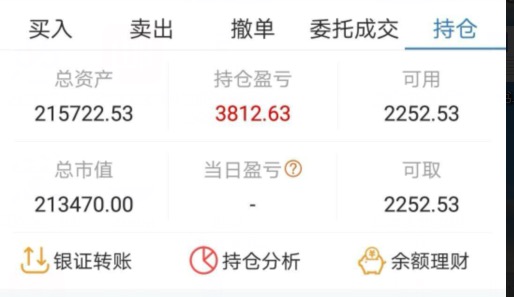 买入 卖出 撤单 委托成交 持仓
总资产 持仓盈亏 可用
215722.53 3812.63 2252.53
总市值 当日盈亏? 可取
213470.00 - 2252.53
银证转账 持仓分析 余额理财